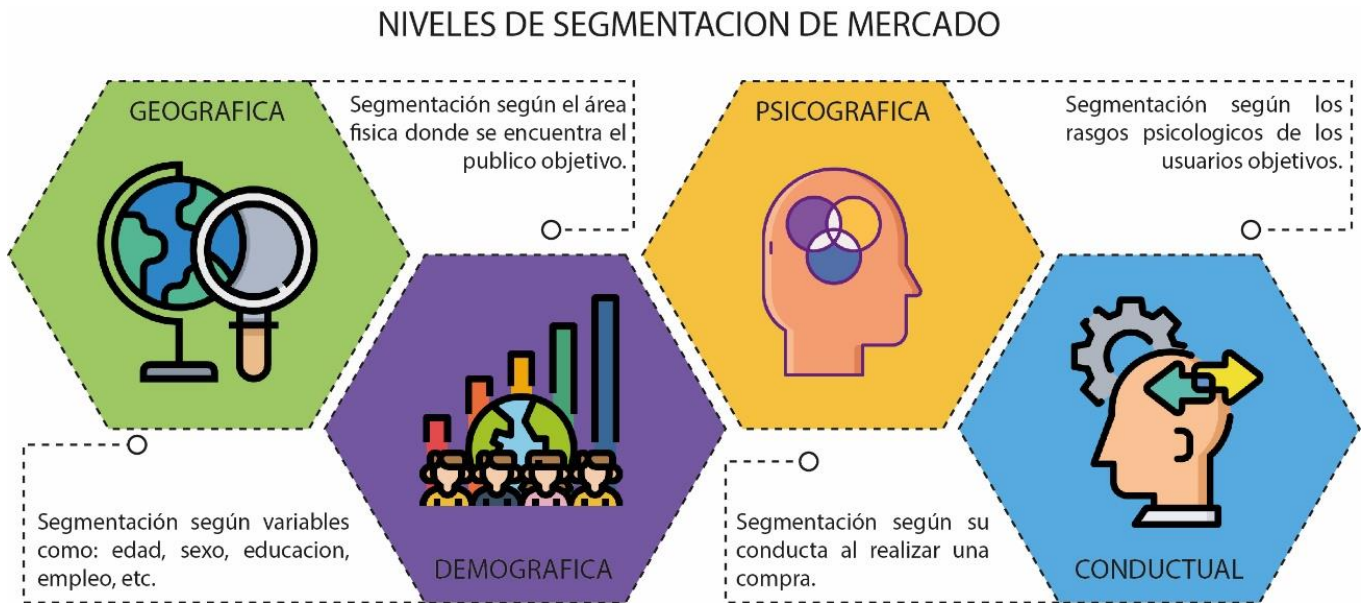 NIVELES DE SEGMENTACION DE MERCADO
GEOGRAFICA
Segmentación según el área
fisica donde se encuentra el
publico objetivo.
PSICOGRAFICA
Segmentación según los
rasgos psicologicos de los
usuarios objetivos.
Segmentación según variables
como: edad, sexo, educacion,
empleo, etc.
DEMOGRAFICA
Segmentación según su
conducta al realizar una
compra.
CONDUCTUAL